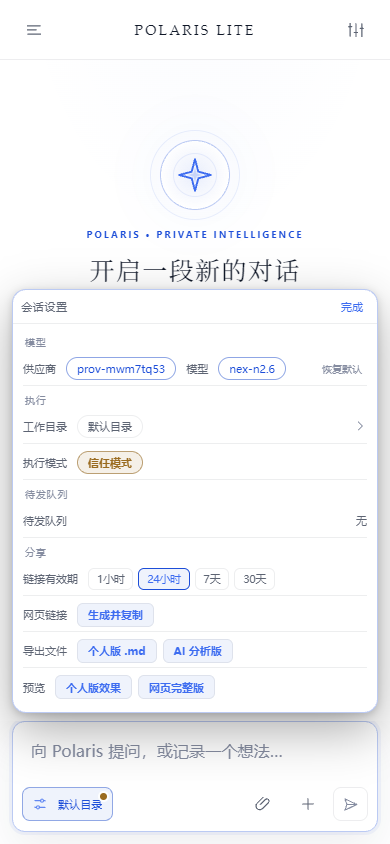 POLARIS LITE
POLARIS • PRIVATE INTELLIGENCE
开启一段新的对话
会话设置 完成
模型
供应商 prov-mwm7tq53 模型 nex-n2.6 恢复默认
执行
工作目录 默认目录
执行模式 信任模式
待发队列
待发队列 无
分享
链接有效期 1小时 24小时 7天 30天
网页链接 生成并复制
导出文件 个人版 .md AI 分析版
预览 个人版效果 网页完整版
向 Polaris 提问，或记录一个想法...
默认目录